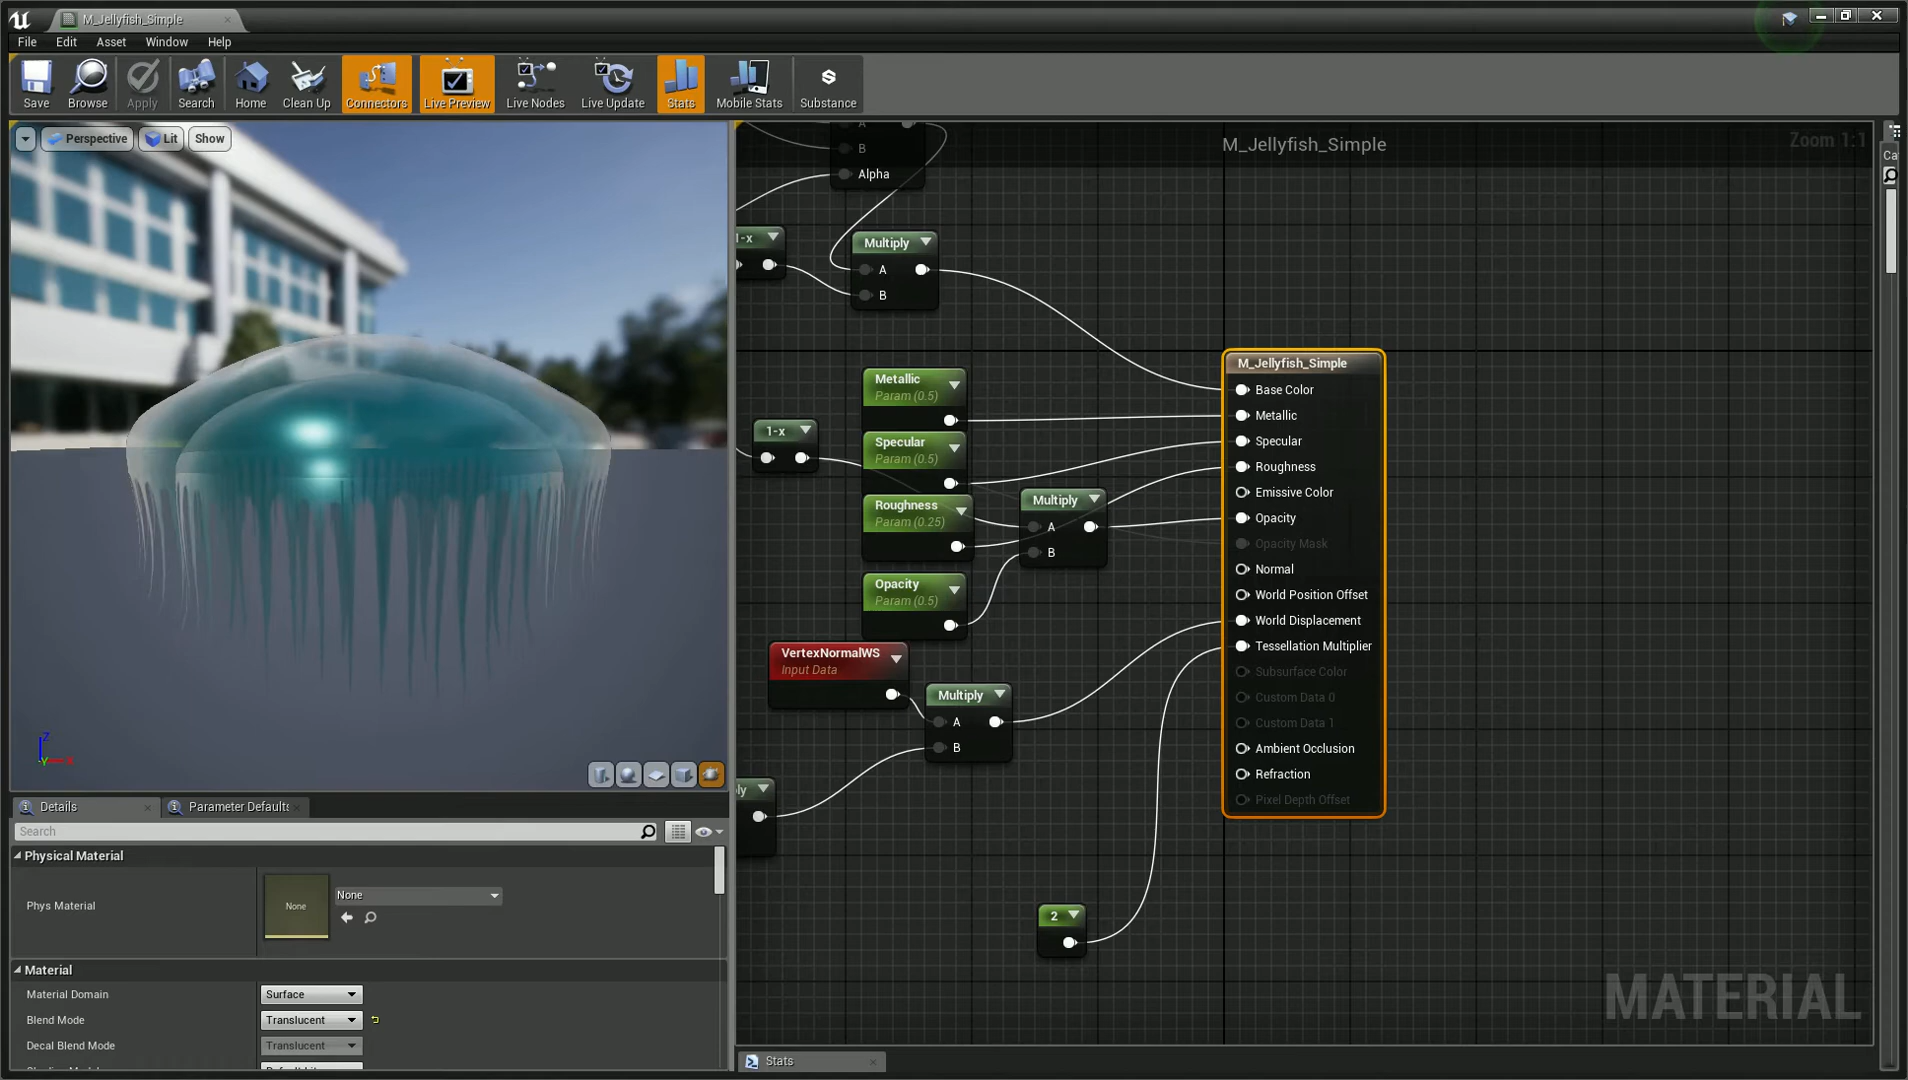 M_Jellyfish_Simple
File Edit Asset Window Help
Save Browse Apply Search Home Clean Up Connectors Live Preview Live Nodes Live Update Stats Mobile Stats Substance
Perspective Lit Show
Z
X
Y
Details
Parameter Defaults
Search
Physical Material
Phys Material
None
None
Material
Material Domain
Surface
Blend Mode
Translucent
Decal Blend Mode
Translucent
M_Jellyfish_Simple
Zoom 1:1
A
B
Alpha
1-x
Multiply
A
B
Metallic
Param (0.5)
1-x
Specular
Param (0.5)
Roughness
Param (0.25)
Multiply
A
B
Opacity
Param (0.5)
VertexNormalWS
Input Data
Multiply
A
B
ly
2
M_Jellyfish_Simple
Base Color
Metallic
Specular
Roughness
Emissive Color
Opacity
Opacity Mask
Normal
World Position Offset
World Displacement
Tessellation Multiplier
Subsurface Color
Custom Data 0
Custom Data 1
Ambient Occlusion
Refraction
Pixel Depth Offset
MATERIAL
Stats
Ca